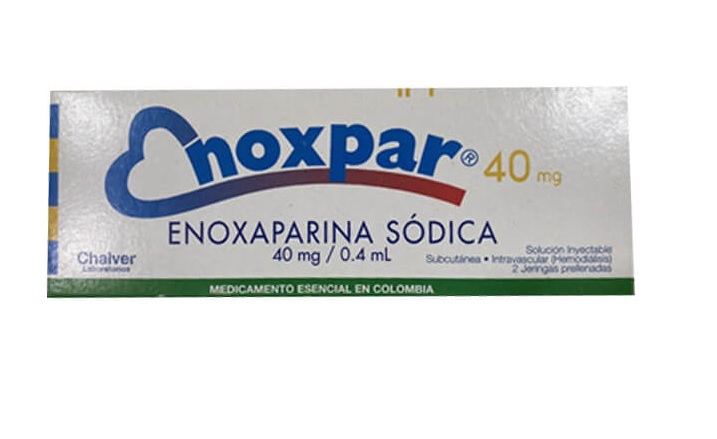 Enoxpar® 40 mg
ENOXAPARINA SÓDICA
40 mg / 0.4 mL
Chalver
Laboratorios
Solución Inyectable
Subcutánea • Intravascular (Hemodiálisis)
2 Jeringas prellenadas
MEDICAMENTO ESENCIAL EN COLOMBIA